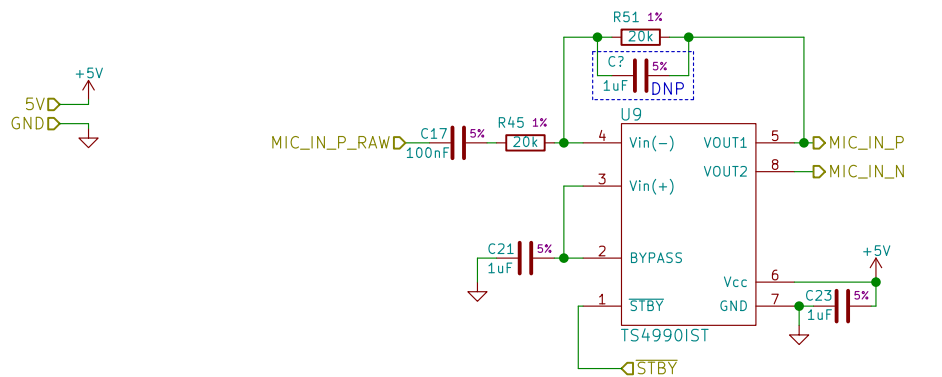 R51 1%
20k
C? 5%
1uF DNP
+5V
5V
GND
U9
MIC_IN_P_RAW
C17 5%
100nF
R45 1%
20k
4 Vin(-)
VOUT1 5
MIC_IN_P
VOUT2 8
MIC_IN_N
3 Vin(+)
C21 5%
1uF
2 BYPASS
+5V
Vcc 6
1 STBY
GND 7
C23 5%
1uF
TS4990IST
STBY